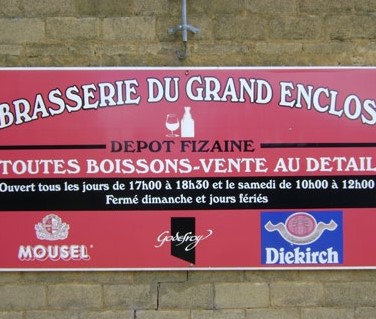 BRASSERIE DU GRAND ENCLOS
DEPOT FIZAINE
TOUTES BOISSONS-VENTE AU DETAIL
Ouvert tous les jours de 17h00 à 18h30 et le samedi de 10h00 à 12h00
Fermé dimanche et jours fériés
MOUSEL
Godefroy
Diekirch